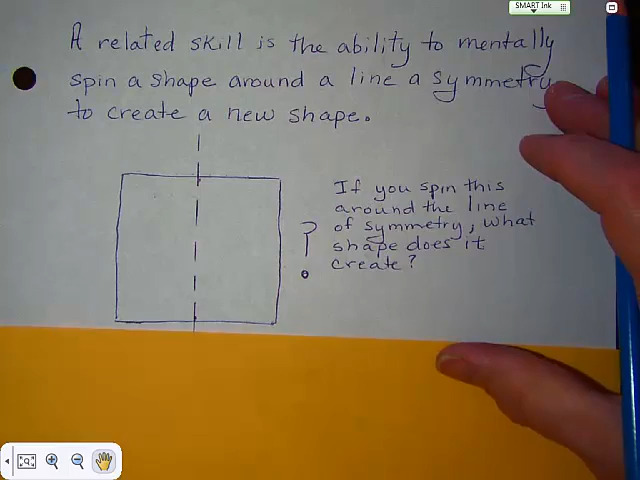 SMART Ink
A related skill is the ability to mentally
spin a shape around a line a symmetry
to create a new shape.
If you spin this
around the line
of symmetry, what
shape does it
create?
?